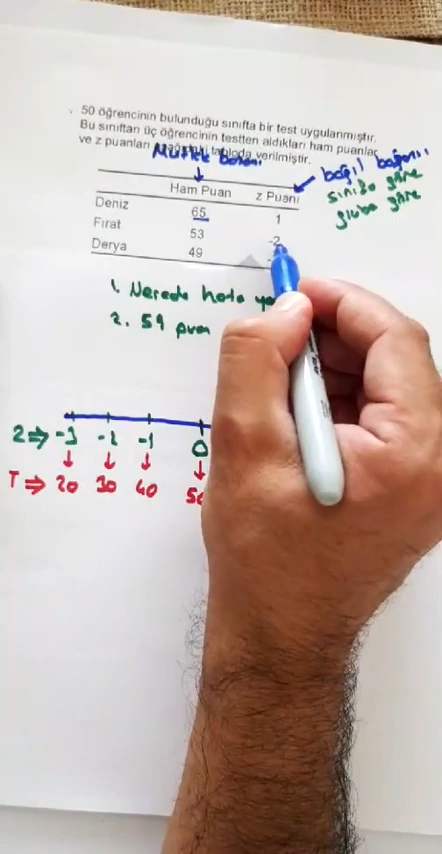 50 öğrencinin bulunduğu sınıfta bir test uygulanmıştır.
Bu sınıftan üç öğrencinin testten aldıkları ham puanlar
ve z puanları tabloda verilmiştir.
Mutlak
bağıl başarı
sınıfa göre
gruba göre
Ham Puan z Puanı
Deniz 65 1
Fırat 53 -2
Derya 49
1. Nerede hata
2. 59 puan
Z⇒ -3 -2 -1 0
T⇒ 20 30 40